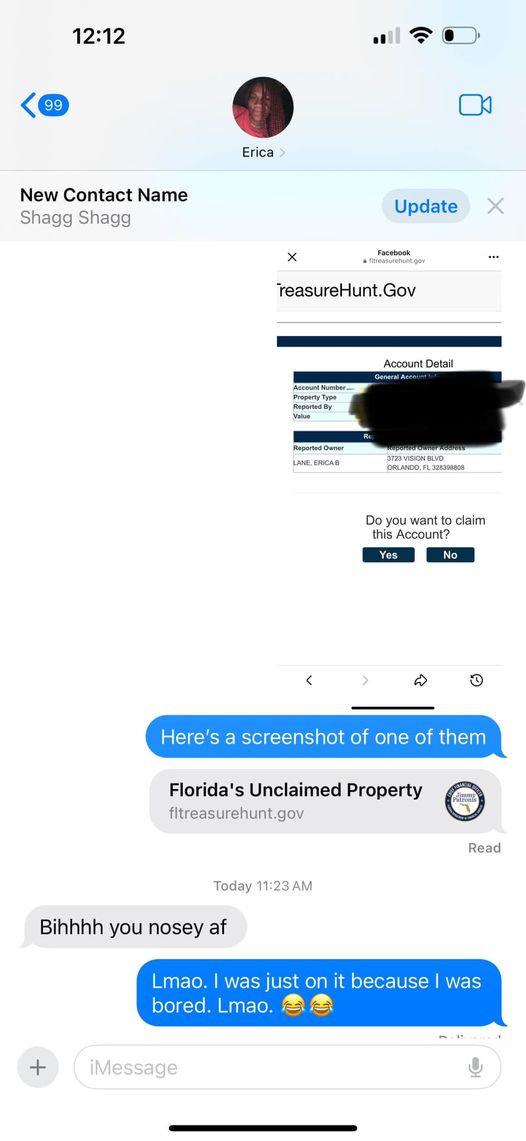 12:12
99
Erica
New Contact Name
Shagg Shagg
Update
Facebook
fltreasurehunt.gov
TreasureHunt.Gov
Account Detail
General Account
Account Number
Property Type
Reported By
Value
Reported Owner
Reported Owner Address
LANE, ERICA B
3723 VISION BLVD
ORLANDO, FL 328398808
Do you want to claim
this Account?
Yes
No
Here's a screenshot of one of them
Florida's Unclaimed Property
fltreasurehunt.gov
Jimmy
Patronis
Read
Today 11:23 AM
Bihhhh you nosey af
Lmao. I was just on it because I was
bored. Lmao. 😂😂
Delivered
iMessage